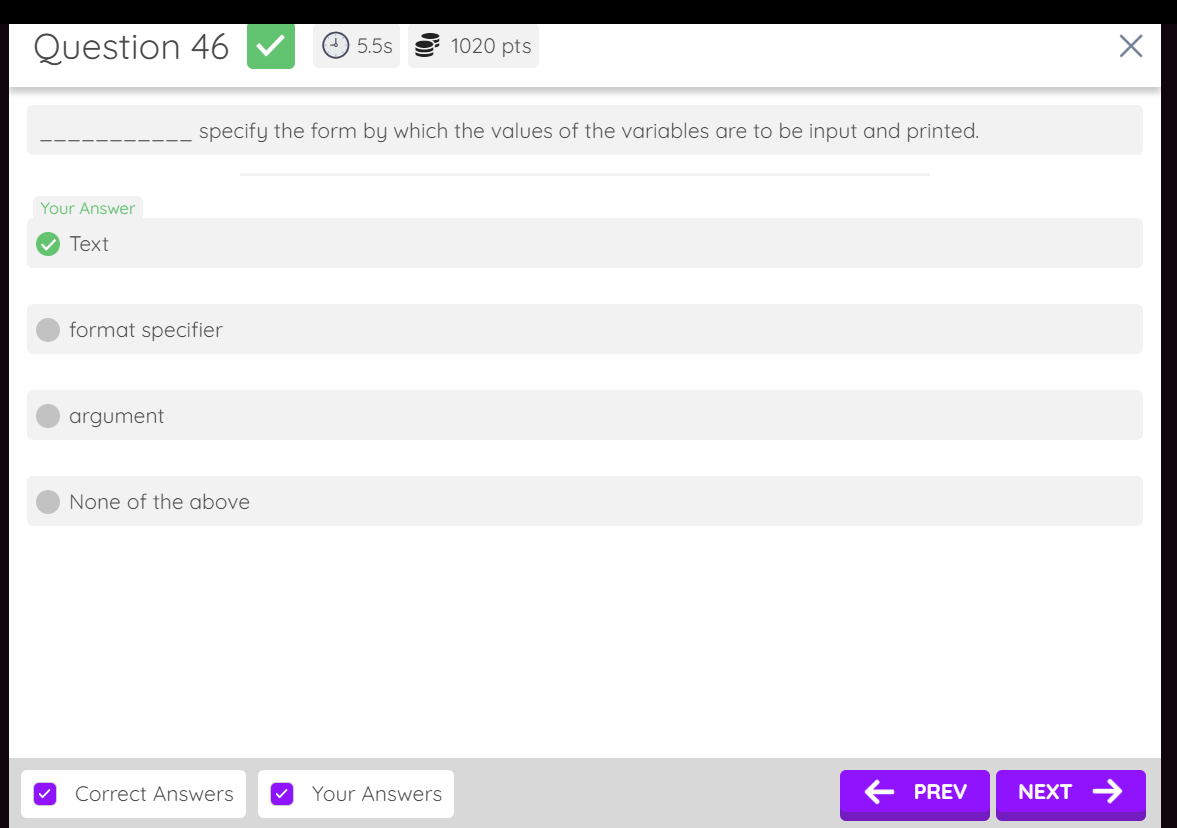 Question 46
5.5s
1020 pts
___________ specify the form by which the values of the variables are to be input and printed.
Your Answer
Text
format specifier
argument
None of the above
Correct Answers
Your Answers
PREV
NEXT